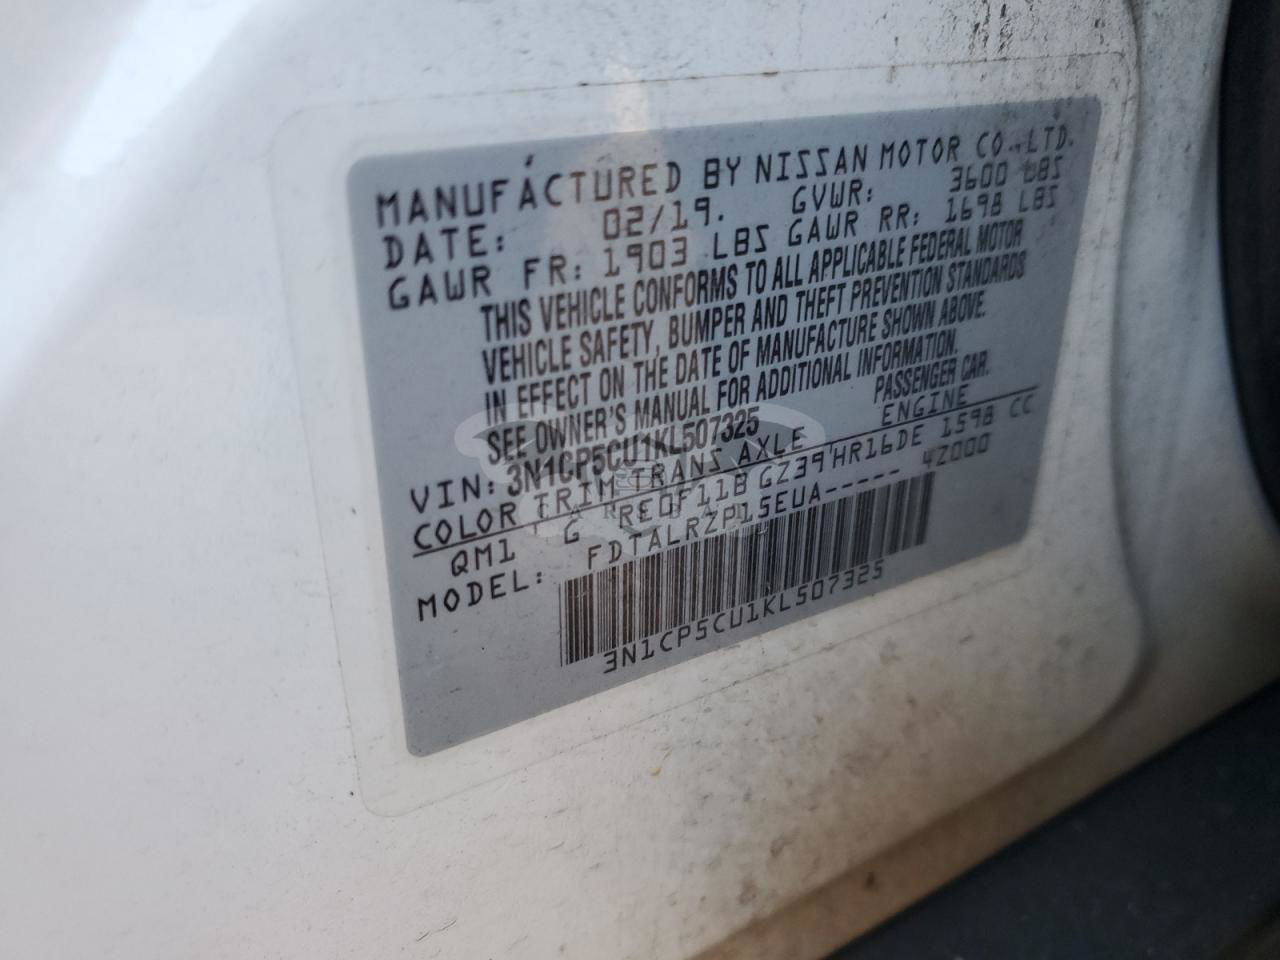 MANUFACTURED BY NISSAN MOTOR CO.,LTD.
DATE: 02/19. GVWR: 3600 LBS
GAWR FR: 1903 LBS GAWR RR: 1698 LBS
THIS VEHICLE CONFORMS TO ALL APPLICABLE FEDERAL MOTOR
VEHICLE SAFETY, BUMPER AND THEFT PREVENTION STANDARDS
IN EFFECT ON THE DATE OF MANUFACTURE SHOWN ABOVE.
SEE OWNER'S MANUAL FOR ADDITIONAL INFORMATION.
VIN: 3N1CP5CU1KL507325 PASSENGER CAR.
COLOR TRIM TRANS AXLE ENGINE
QM1 G RE0F11B GZ39 HR16DE 1598 CC
MODEL: FDTALRZP15EUA----- 4Z000
3N1CP5CU1KL507325